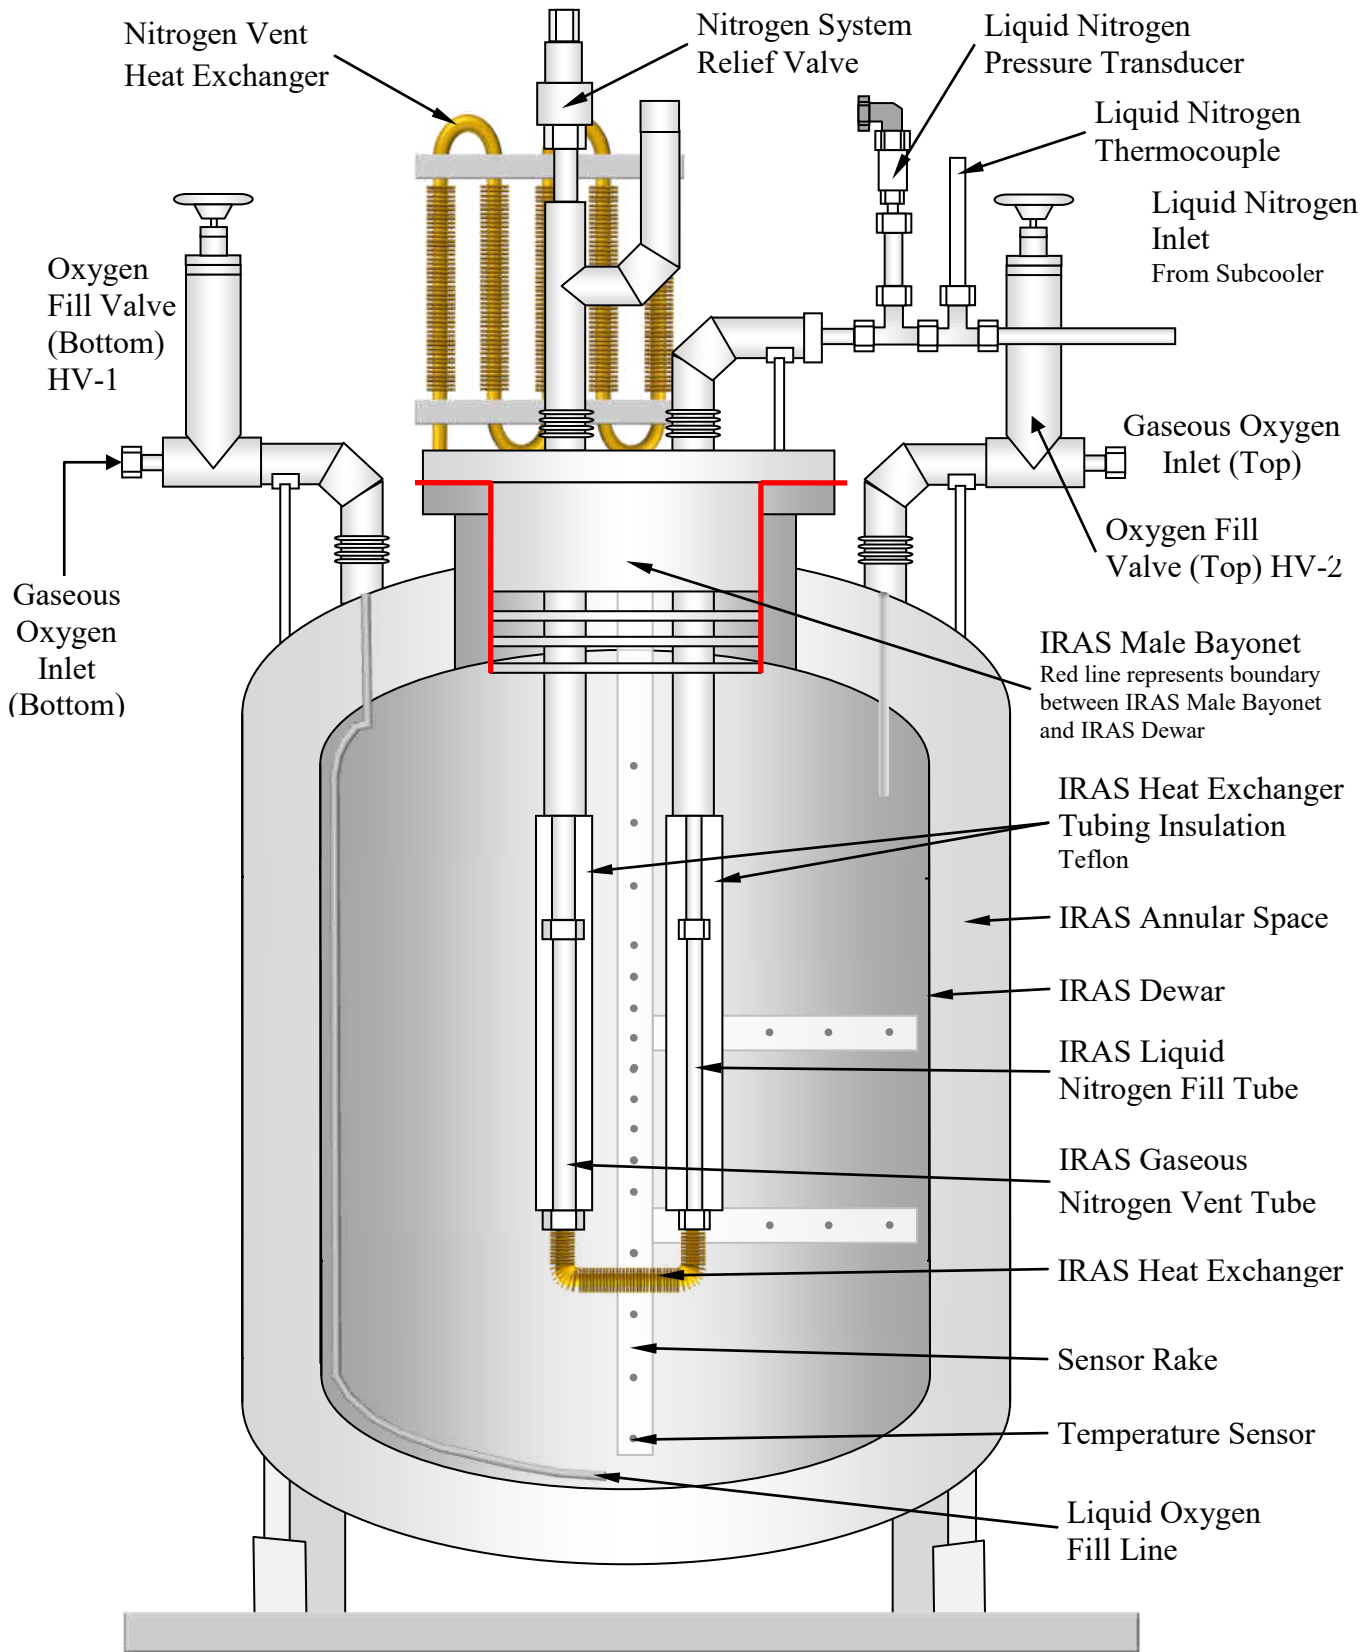 Nitrogen Vent
Heat Exchanger
Nitrogen System
Relief Valve
Liquid Nitrogen
Pressure Transducer
Liquid Nitrogen
Thermocouple
Liquid Nitrogen
Inlet
From Subcooler
Oxygen
Fill Valve
(Bottom)
HV-1
Gaseous Oxygen
Inlet (Top)
Oxygen Fill
Valve (Top) HV-2
Gaseous
Oxygen
Inlet
(Bottom)
IRAS Male Bayonet
Red line represents boundary
between IRAS Male Bayonet
and IRAS Dewar
IRAS Heat Exchanger
Tubing Insulation
Teflon
IRAS Annular Space
IRAS Dewar
IRAS Liquid
Nitrogen Fill Tube
IRAS Gaseous
Nitrogen Vent Tube
IRAS Heat Exchanger
Sensor Rake
Temperature Sensor
Liquid Oxygen
Fill Line